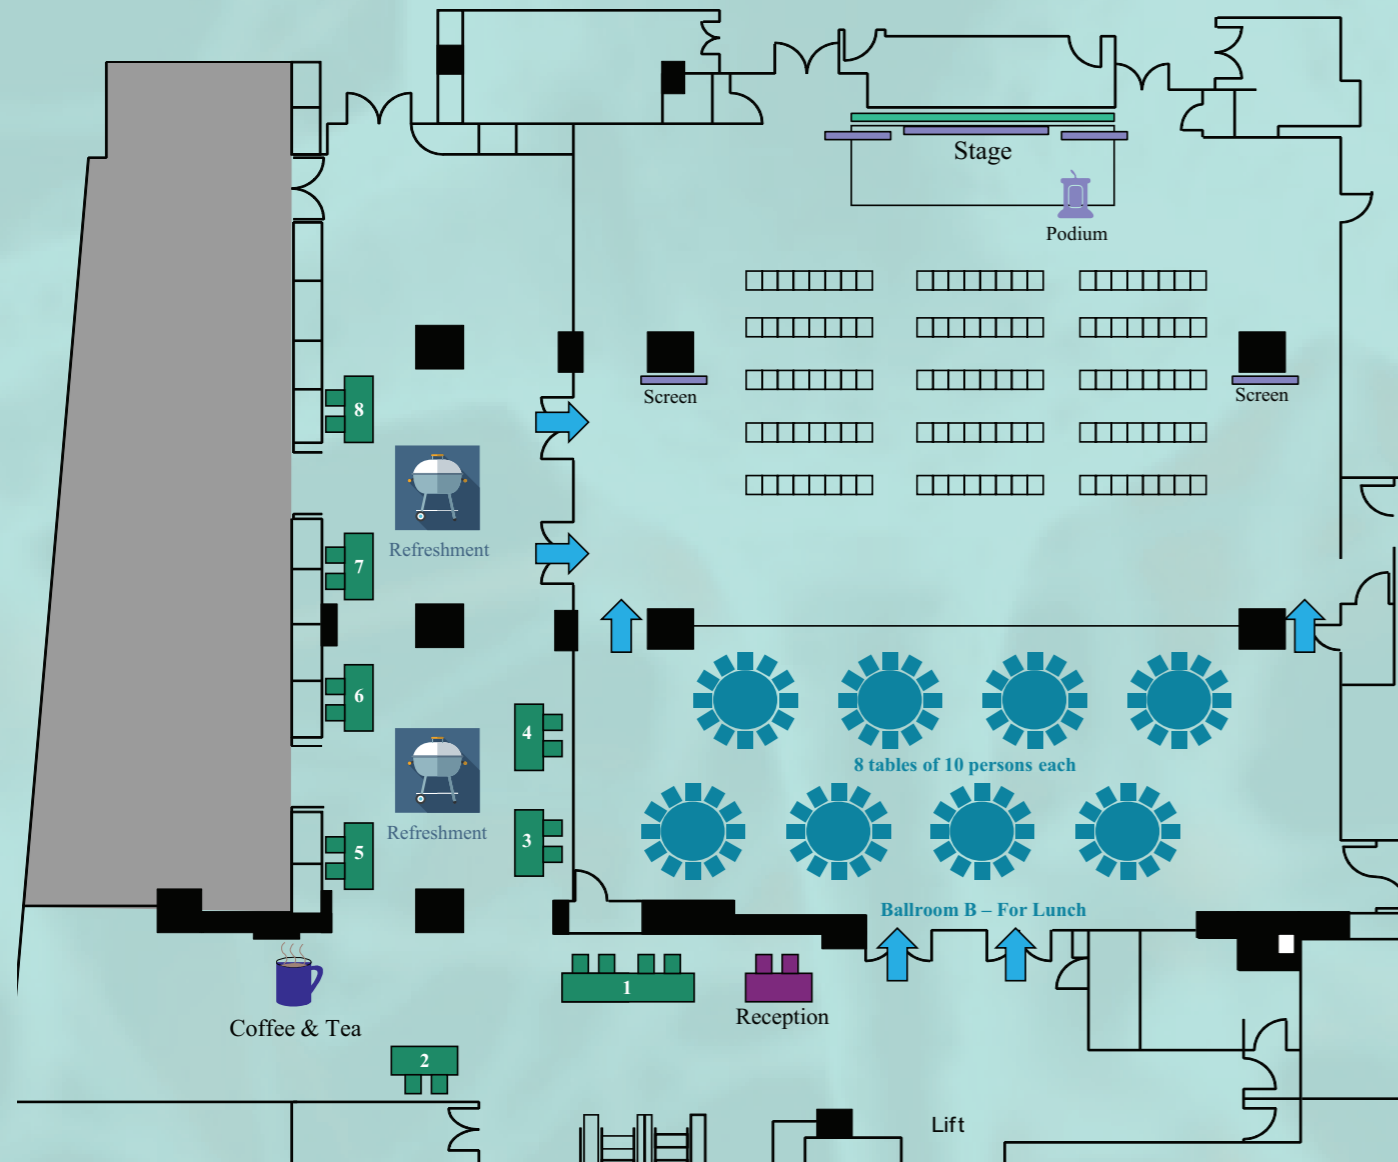 Stage
Podium
Screen
Screen
8
Refreshment
7
6
4
8 tables of 10 persons each
Refreshment
3
5
Ballroom B – For Lunch
1
Reception
Coffee & Tea
2
Lift